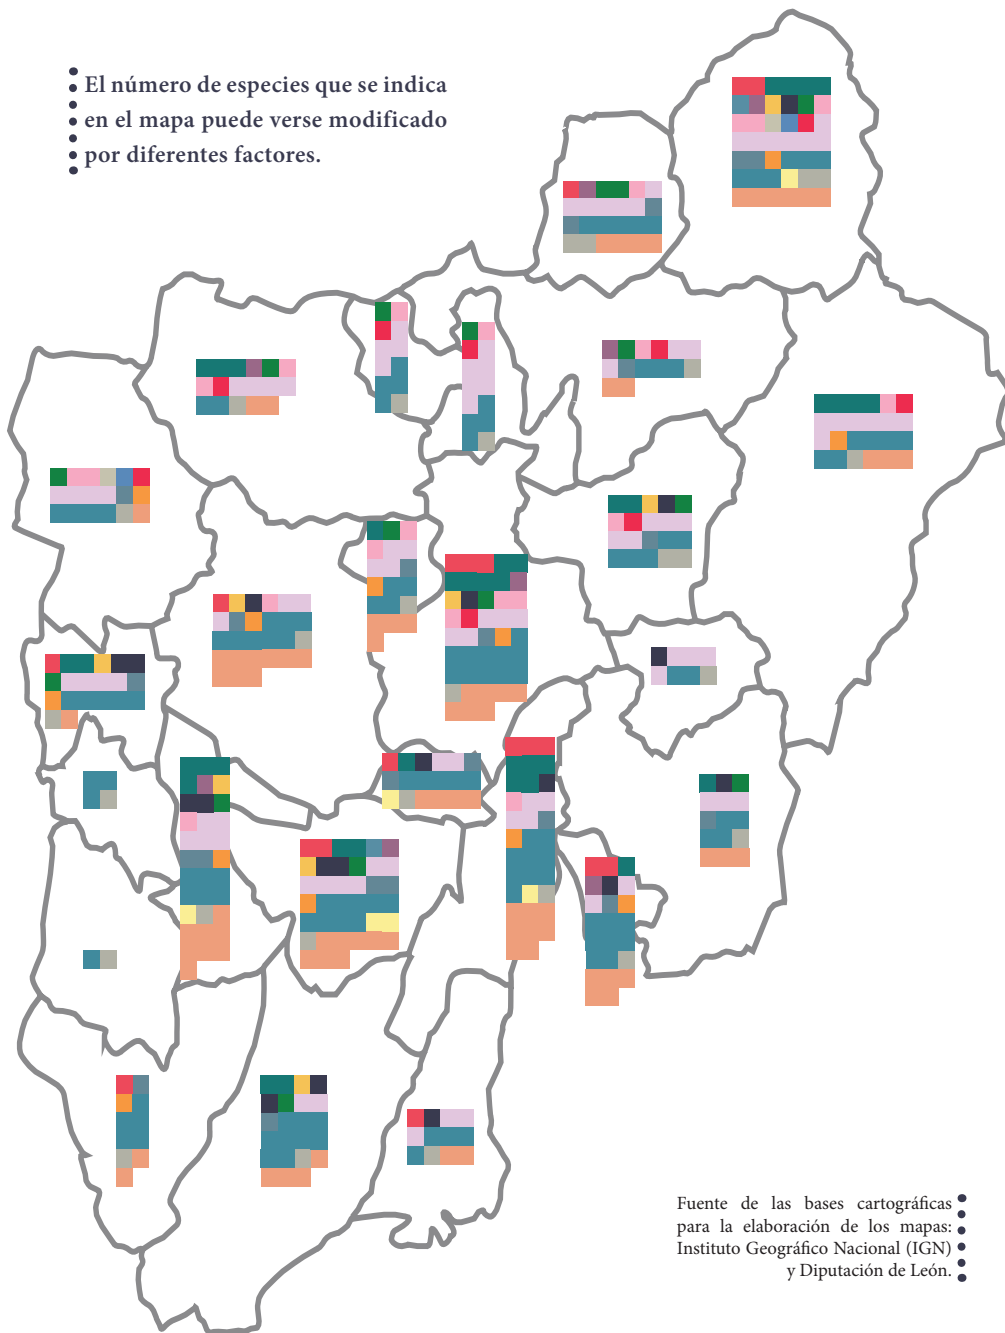 El número de especies que se indica
en el mapa puede verse modificado
por diferentes factores.
Fuente de las bases cartográficas
para la elaboración de los mapas:
Instituto Geográfico Nacional (IGN)
y Diputación de León.